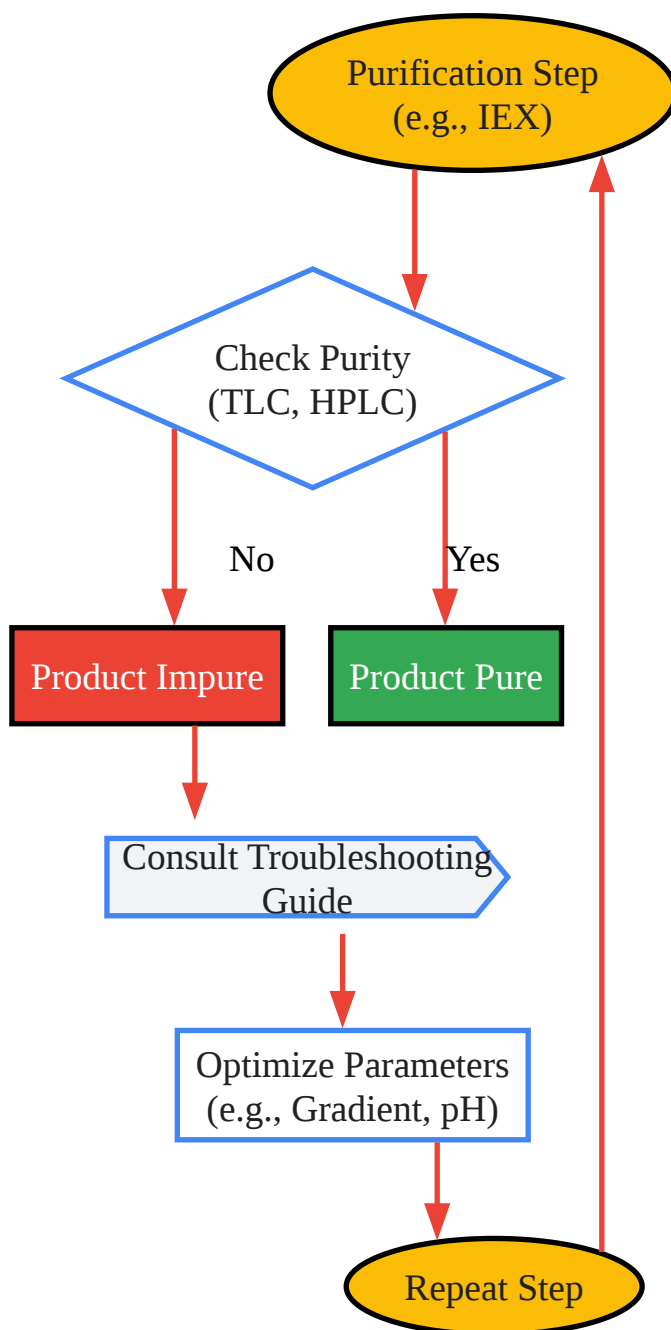 Purification Step
(e.g., IEX)
Check Purity
(TLC, HPLC)
No
Yes
Product Impure
Product Pure
Consult Troubleshooting
Guide
Optimize Parameters
(e.g., Gradient, pH)
Repeat Step